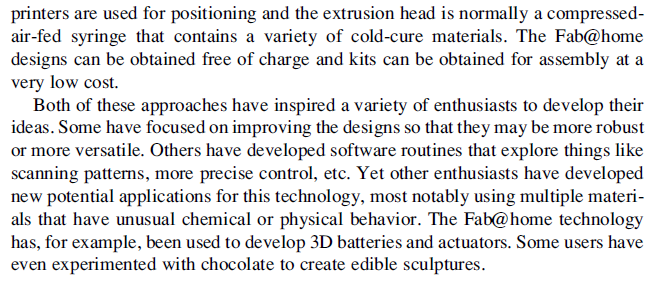 printers are used for positioning and the extrusion head is normally a compressed-
air-fed syringe that contains a variety of cold-cure materials. The Fab@home
designs can be obtained free of charge and kits can be obtained for assembly at a
very low cost.
Both of these approaches have inspired a variety of enthusiasts to develop their
ideas. Some have focused on improving the designs so that they may be more robust
or more versatile. Others have developed software routines that explore things like
scanning patterns, more precise control, etc. Yet other enthusiasts have developed
new potential applications for this technology, most notably using multiple materi-
als that have unusual chemical or physical behavior. The Fab@home technology
has, for example, been used to develop 3D batteries and actuators. Some users have
even experimented with chocolate to create edible sculptures.